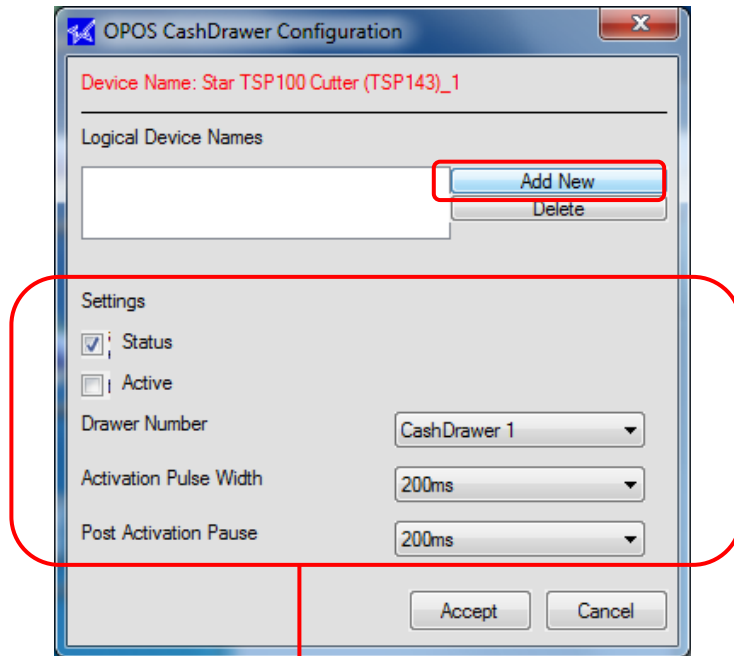 OPOS CashDrawer Configuration
Device Name: Star TSP100 Cutter (TSP143)_1
Logical Device Names
Add New
Delete
Settings
Status
Active
Drawer Number CashDrawer 1
Activation Pulse Width 200ms
Post Activation Pause 200ms
Accept Cancel